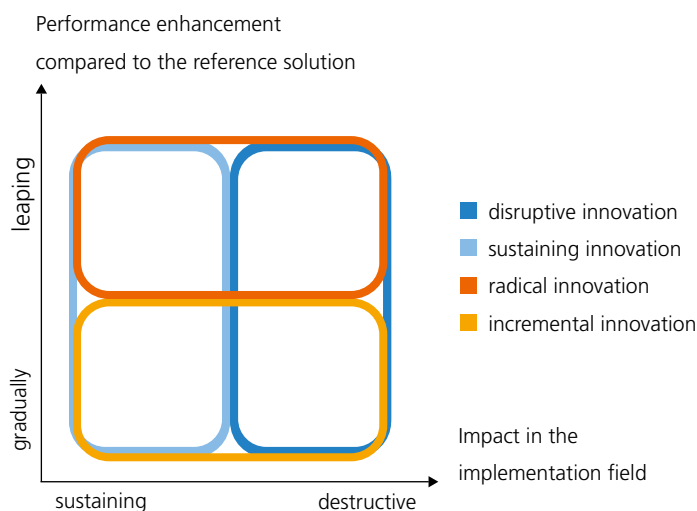 Performance enhancement
compared to the reference solution
leaping
gradually
disruptive innovation
sustaining innovation
radical innovation
incremental innovation
Impact in the
implementation field
sustaining
destructive